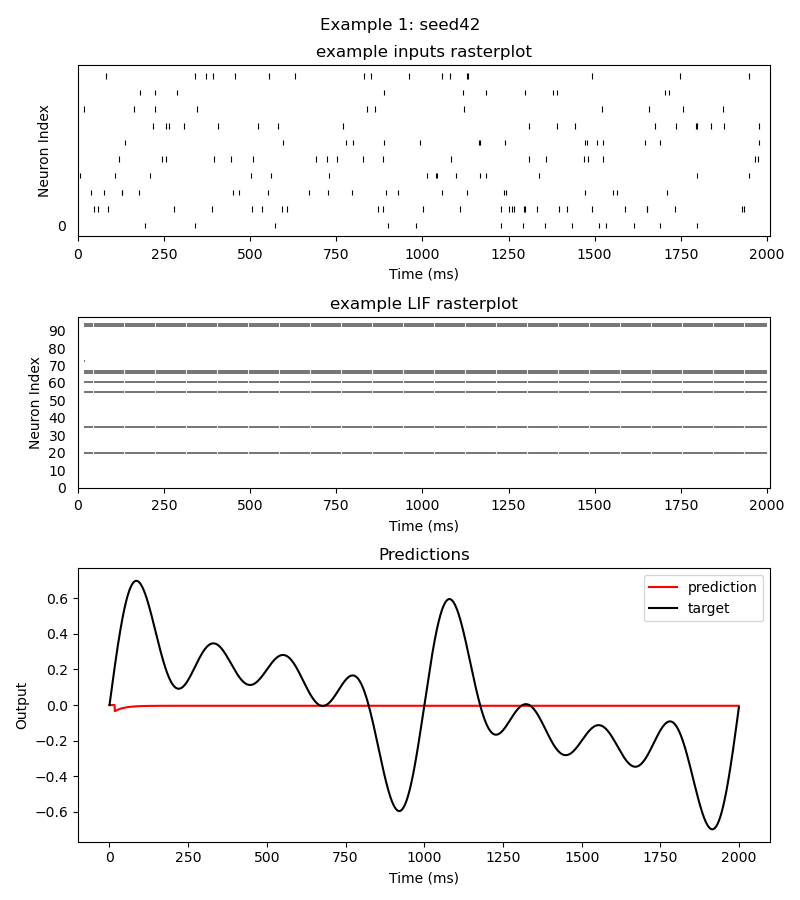 Example 1: seed42
example inputs rasterplot
Neuron Index
0
0 250 500 750 1000 1250 1500 1750 2000
Time (ms)
example LIF rasterplot
Neuron Index
90
80
70
60
50
40
30
20
10
0
0 250 500 750 1000 1250 1500 1750 2000
Time (ms)
Predictions
prediction
target
Output
0.6
0.4
0.2
0.0
−0.2
−0.4
−0.6
0 250 500 750 1000 1250 1500 1750 2000
Time (ms)